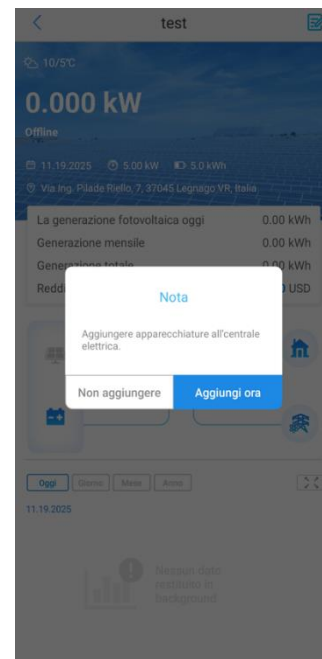 test
10/5℃
0.000 kW
Offline
11.19.2025 5.00 kW 5.0 kWh
Via Ing. Pilade Riello, 7, 37045 Legnago VR, Italia
La generazione fotovoltaica oggi 0.00 kWh
Generazione mensile 0.00 kWh
Generazione totale 0.00 kWh
USD
Nota
Aggiungere apparecchiature all'centrale
elettrica.
Non aggiungere Aggiungi ora
Oggi Giorno Mese Anno
11.19.2025
Nessun dato
restituito in
background